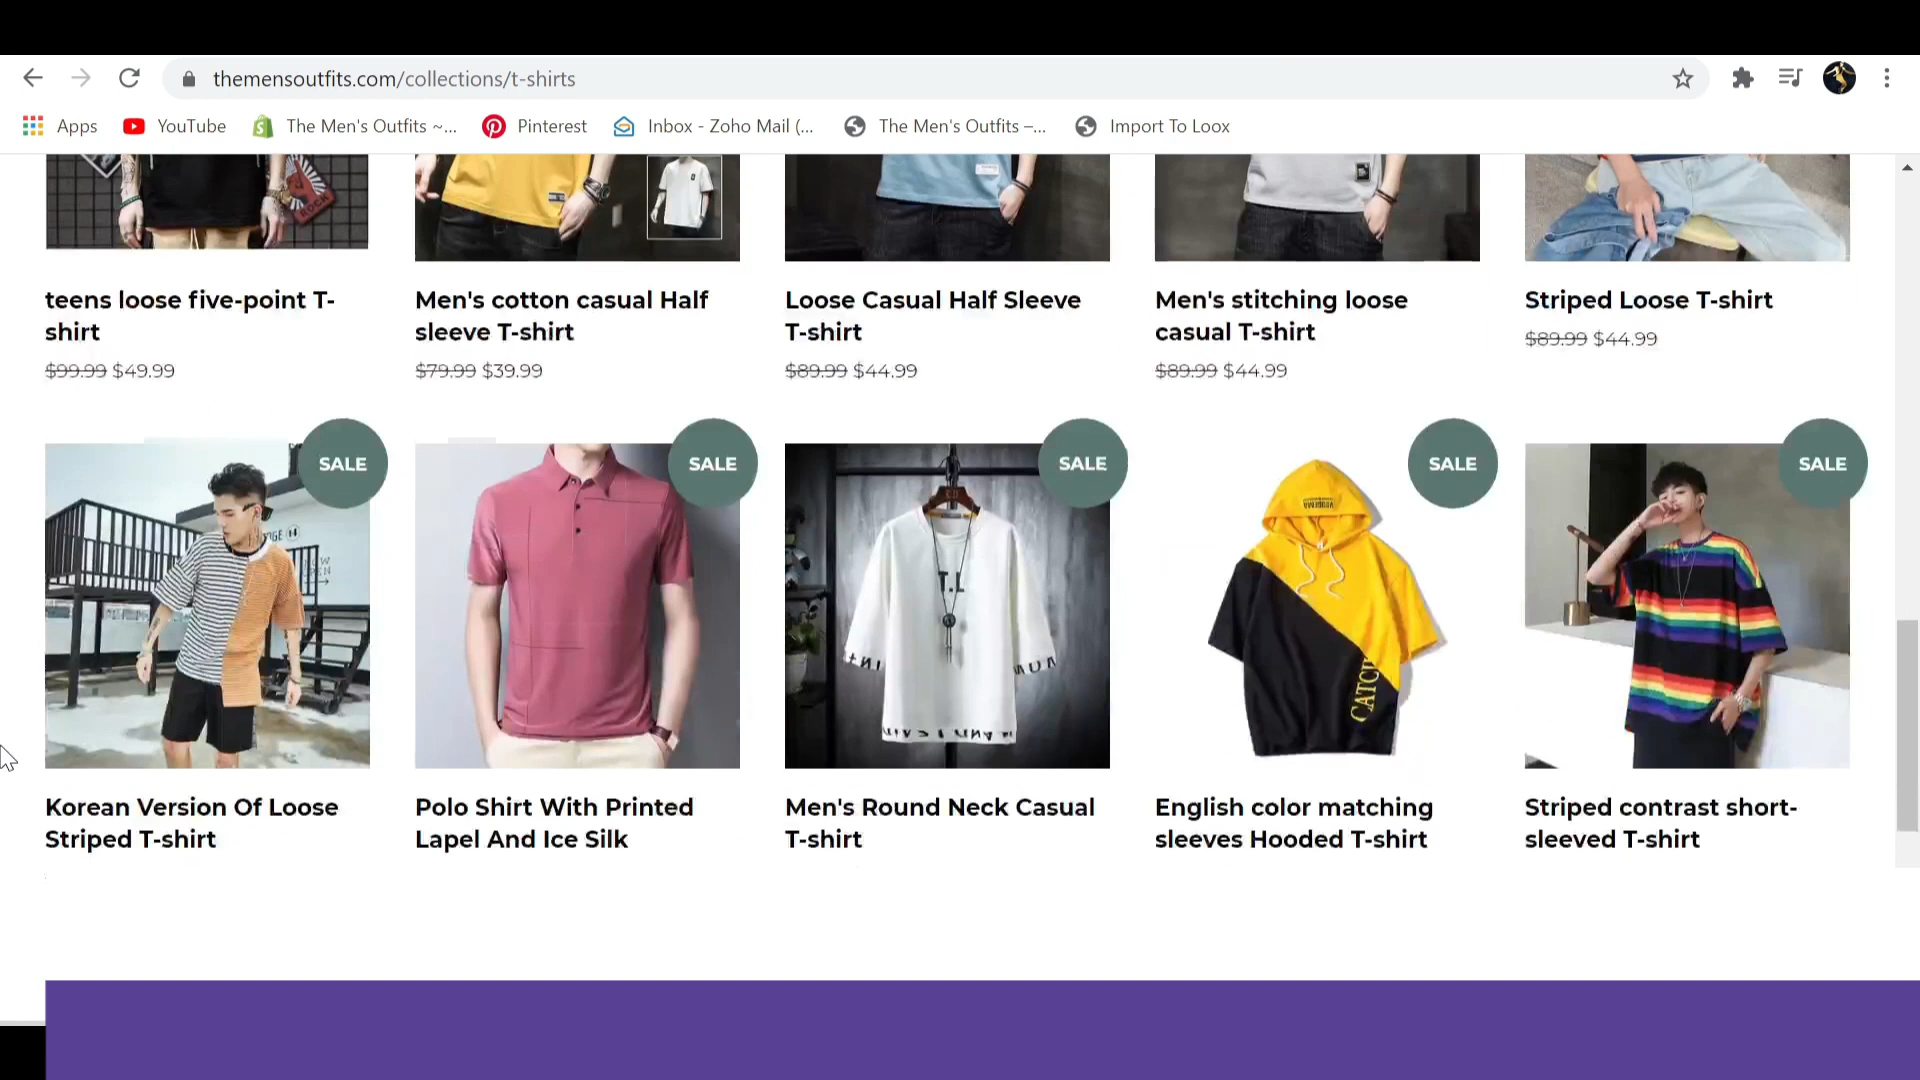 themensoutfits.com/collections/t-shirts
Apps YouTube The Men's Outfits ~... Pinterest Inbox - Zoho Mail (... The Men's Outfits –... Import To Loox
ROCK
teens loose five-point T-
shirt
$99.99 $49.99
Men's cotton casual Half
sleeve T-shirt
$79.99 $39.99
Loose Casual Half Sleeve
T-shirt
$89.99 $44.99
Men's stitching loose
casual T-shirt
$89.99 $44.99
Striped Loose T-shirt
$89.99 $44.99
SALE
SALE
SALE
SALE
SALE
CATCH
Korean Version Of Loose
Striped T-shirt
Polo Shirt With Printed
Lapel And Ice Silk
Men's Round Neck Casual
T-shirt
English color matching
sleeves Hooded T-shirt
Striped contrast short-
sleeved T-shirt